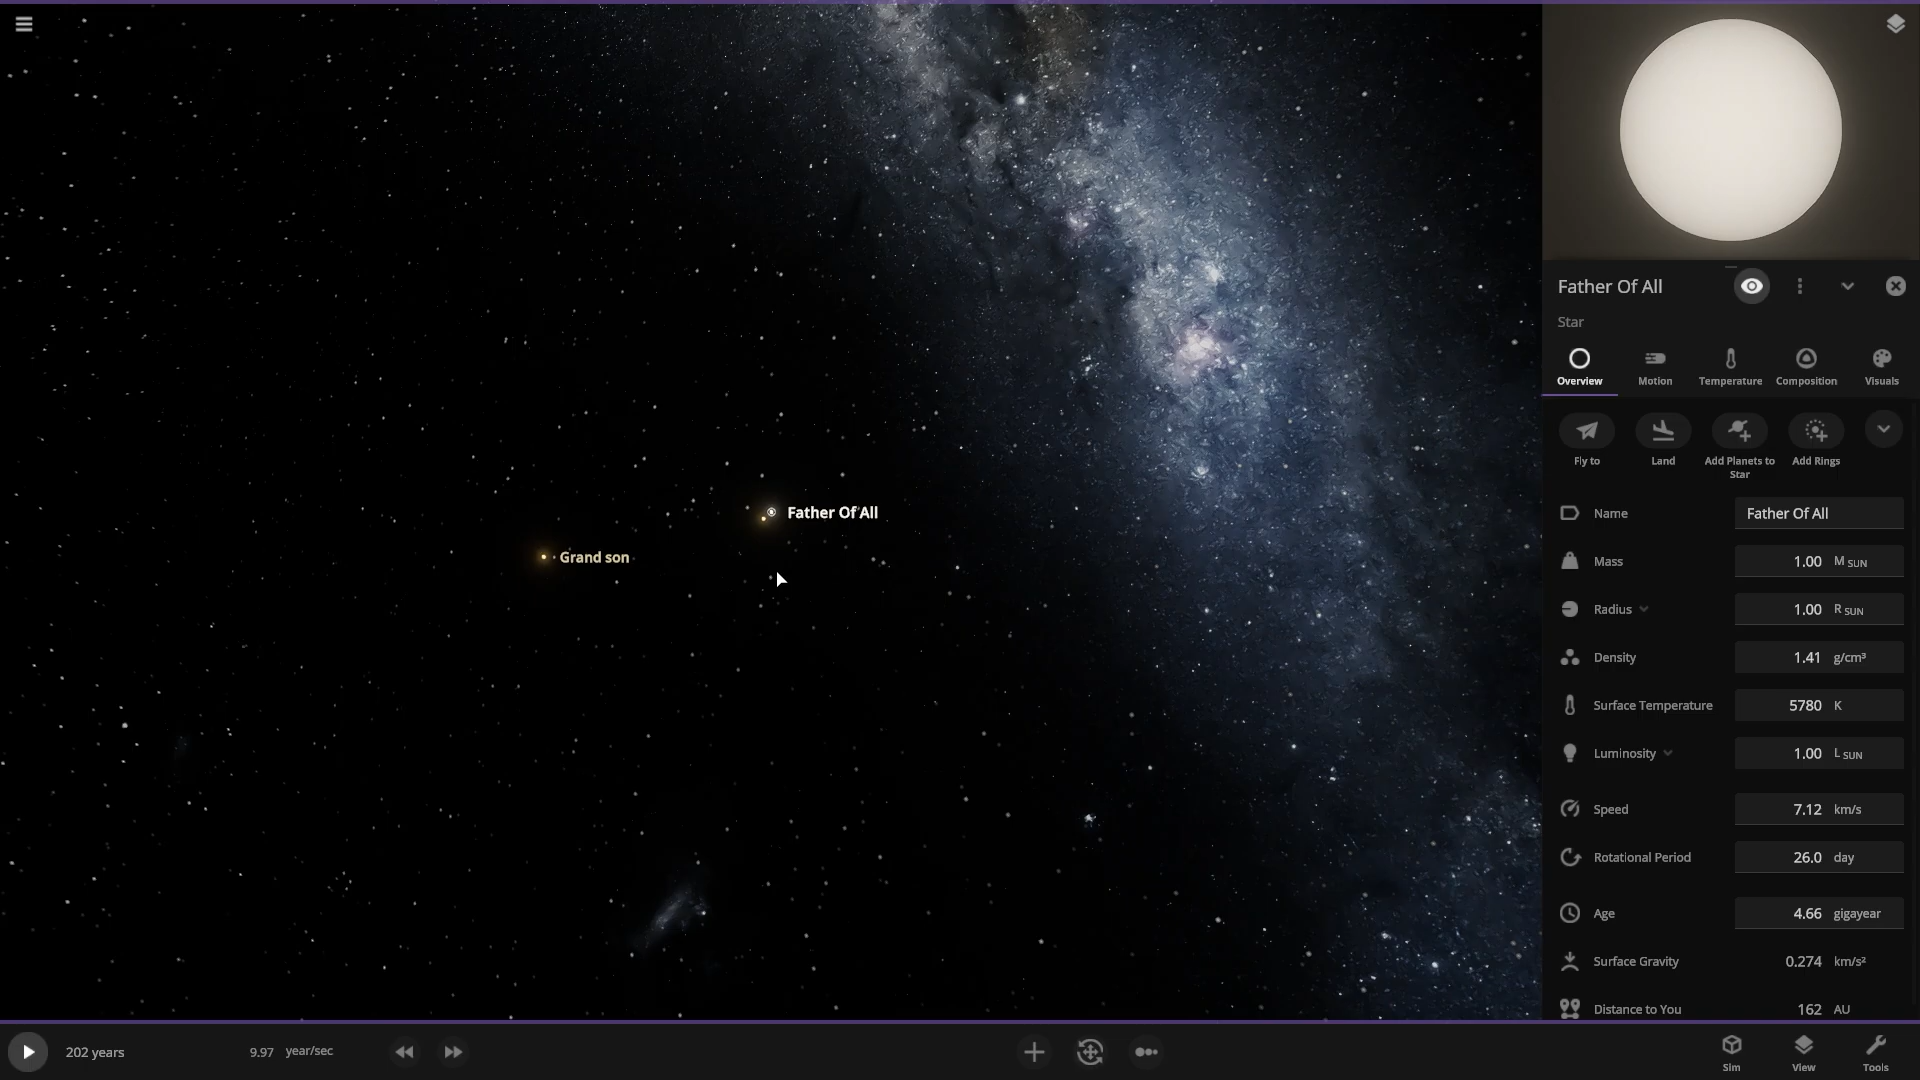 Father Of All
Star
Overview
Motion
Temperature
Composition
Visuals
Fly to
Land
Add Planets to
Star
Add Rings
Name
Father Of All
Mass
1.00 M SUN
Radius
1.00 R SUN
Density
1.41 g/cm³
Surface Temperature
5780 K
Luminosity
1.00 L SUN
Speed
7.12 km/s
Rotational Period
26.0 day
Age
4.66 gigayear
Surface Gravity
0.274 km/s²
Distance to You
162 AU
Father Of All
Grand son
202 years
9.97 year/sec
Sim
View
Tools